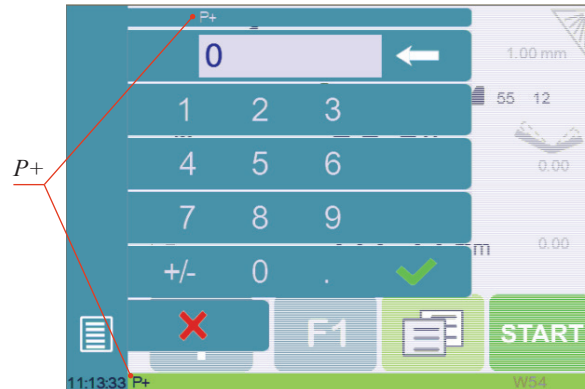 P+
0
1.00 mm
1 2 3
55 12
P+
4 5 6
0.00
7 8 9
0.00
m
+/- 0 .
F1
START
11:13:33 P+
W54